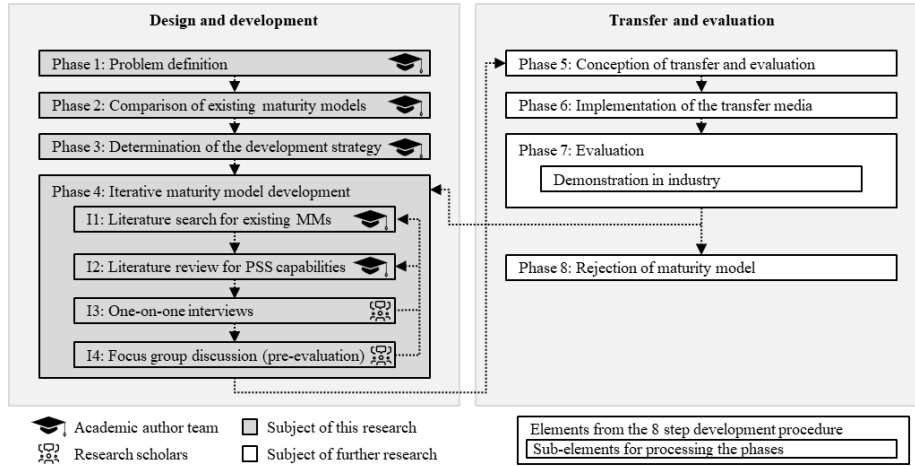 Design and development
Phase 1: Problem definition
Phase 2: Comparison of existing maturity models
Phase 3: Determination of the development strategy
Phase 4: Iterative maturity model development
I1: Literature search for existing MMs
I2: Literature review for PSS capabilities
I3: One-on-one interviews
I4: Focus group discussion (pre-evaluation)
Transfer and evaluation
Phase 5: Conception of transfer and evaluation
Phase 6: Implementation of the transfer media
Phase 7: Evaluation
Demonstration in industry
Phase 8: Rejection of maturity model
Academic author team
Research scholars
Subject of this research
Subject of further research
Elements from the 8 step development procedure
Sub-elements for processing the phases